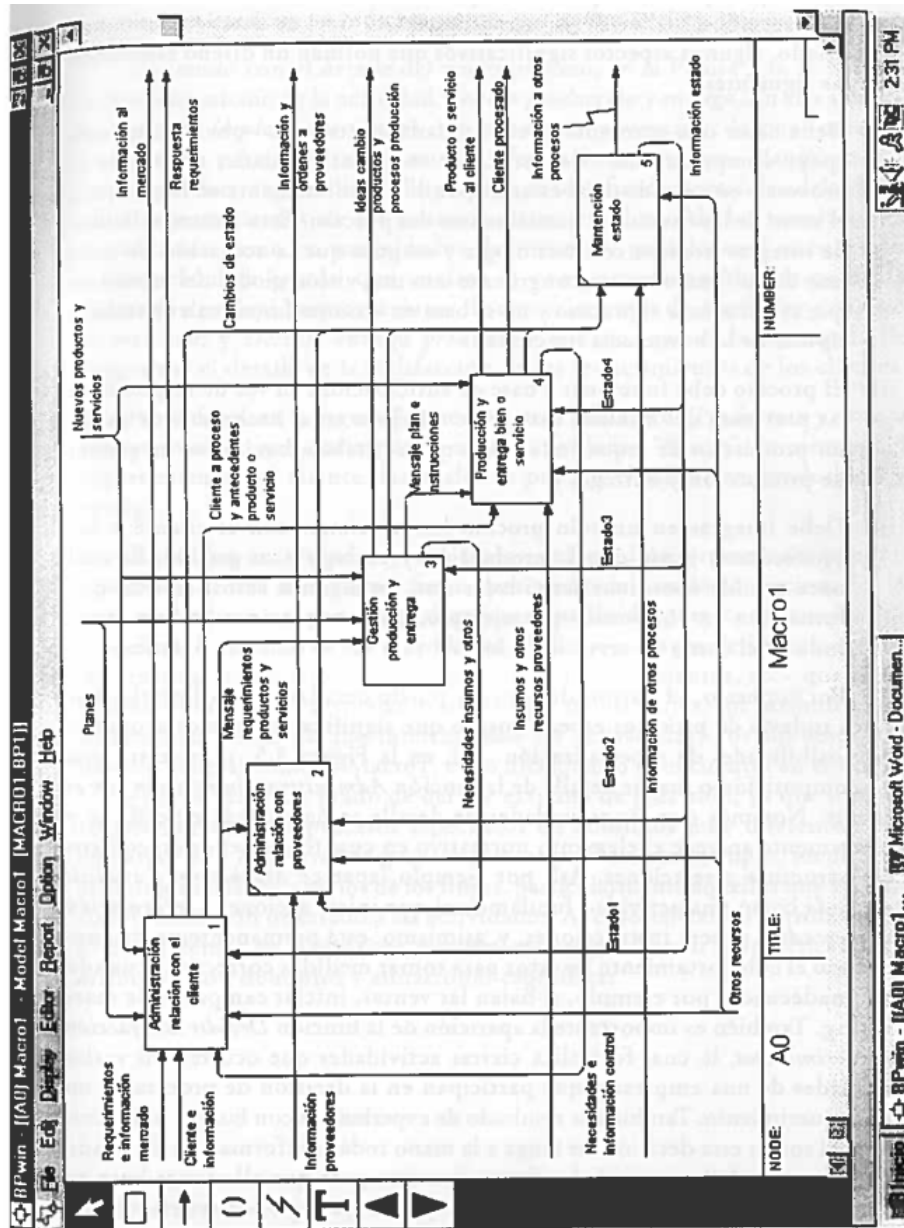 BPwin - [(A0) Macro1 - Model Macro1 [MACRO1.BP1]]
File Edit Display Editor Report Option Window Help
Planes
Nuevos productos y
servicios
Requerimientos
e información
mercado
Cliente e
información
Información
proveedores
Necesidades e
Información control
Administración
relación con el
cliente
1
Administración
relación con
proveedores
2
Mensaje
requerimientos
productos y
servicios
Gestión
producción y
entrega
3
Cliente a proceso
y antecedentes
producto
servicio
Mensaje plan e
instrucciones
Producción y
entrega bien o
servicio
4
Mantención
estado
5
Cambios de estado
Información al
mercado
Respuesta
requerimientos
Información y
ordenes a
proveedores
Ideas cambio
productos y
procesos producción
Producto o servicio
al cliente
Cliente procesado
Información a otros
procesos
Información estado
Necesidades insumos y otros
Insumos y otros
recursos proveedores
Estado1
Estado2
Estado3
Estado4
Información de otros procesos
Otros recursos
NODE:
A0
TITLE:
Macro1
NUMBER:
Inicio
BPwin - [(A0) Macro1 ...
Microsoft Word - Documen...
2:31 PM